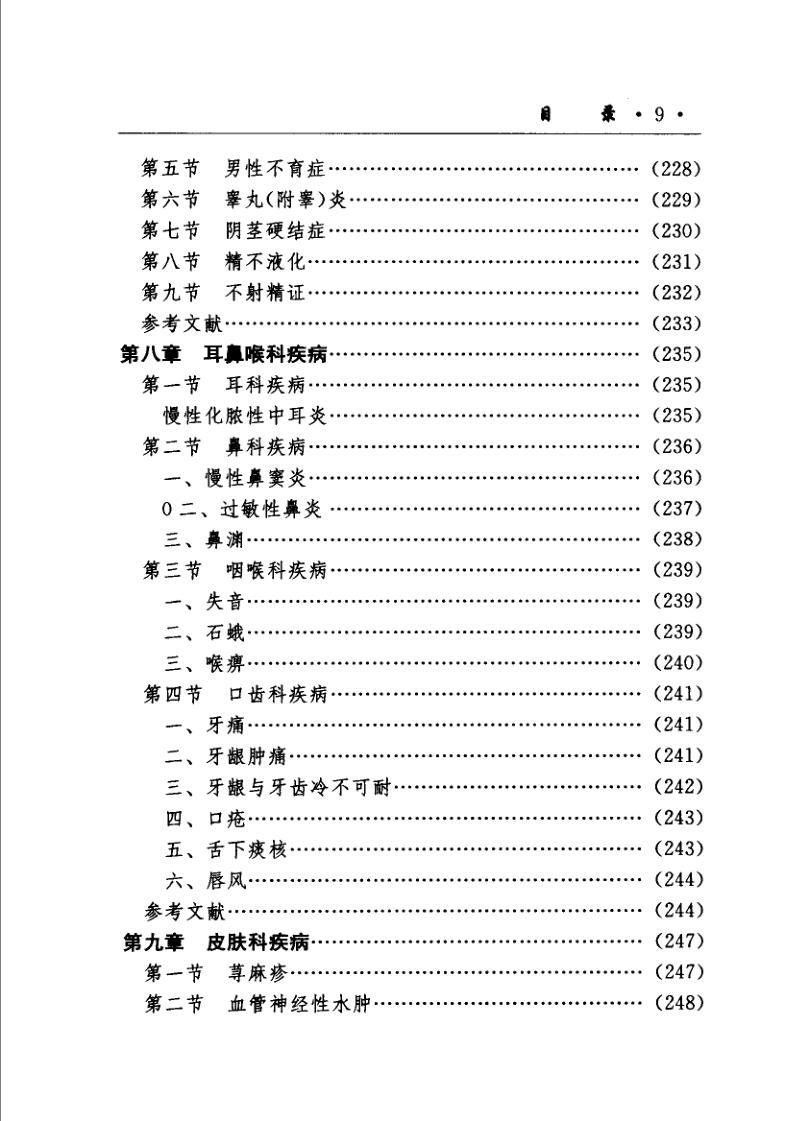 目 录 · 9 ·
第五节 男性不育症……………………………………… (228)
第六节 睾丸(附睾)炎…………………………………… (229)
第七节 阴茎硬结症……………………………………… (230)
第八节 精不液化………………………………………… (231)
第九节 不射精证………………………………………… (232)
参考文献…………………………………………………… (233)
第八章 耳鼻喉科疾病……………………………………… (235)
第一节 耳科疾病………………………………………… (235)
慢性化脓性中耳炎……………………………………… (235)
第二节 鼻科疾病………………………………………… (236)
一、慢性鼻窦炎………………………………………… (236)
0 二、过敏性鼻炎 ……………………………………… (237)
三、鼻渊………………………………………………… (238)
第三节 咽喉科疾病……………………………………… (239)
一、失音………………………………………………… (239)
二、石蛾………………………………………………… (239)
三、喉痹………………………………………………… (240)
第四节 口齿科疾病……………………………………… (241)
一、牙痛………………………………………………… (241)
二、牙龈肿痛…………………………………………… (241)
三、牙龈与牙齿冷不可耐……………………………… (242)
四、口疮………………………………………………… (243)
五、舌下痰核…………………………………………… (243)
六、唇风………………………………………………… (244)
参考文献…………………………………………………… (244)
第九章 皮肤科疾病………………………………………… (247)
第一节 荨麻疹…………………………………………… (247)
第二节 血管神经性水肿………………………………… (248)